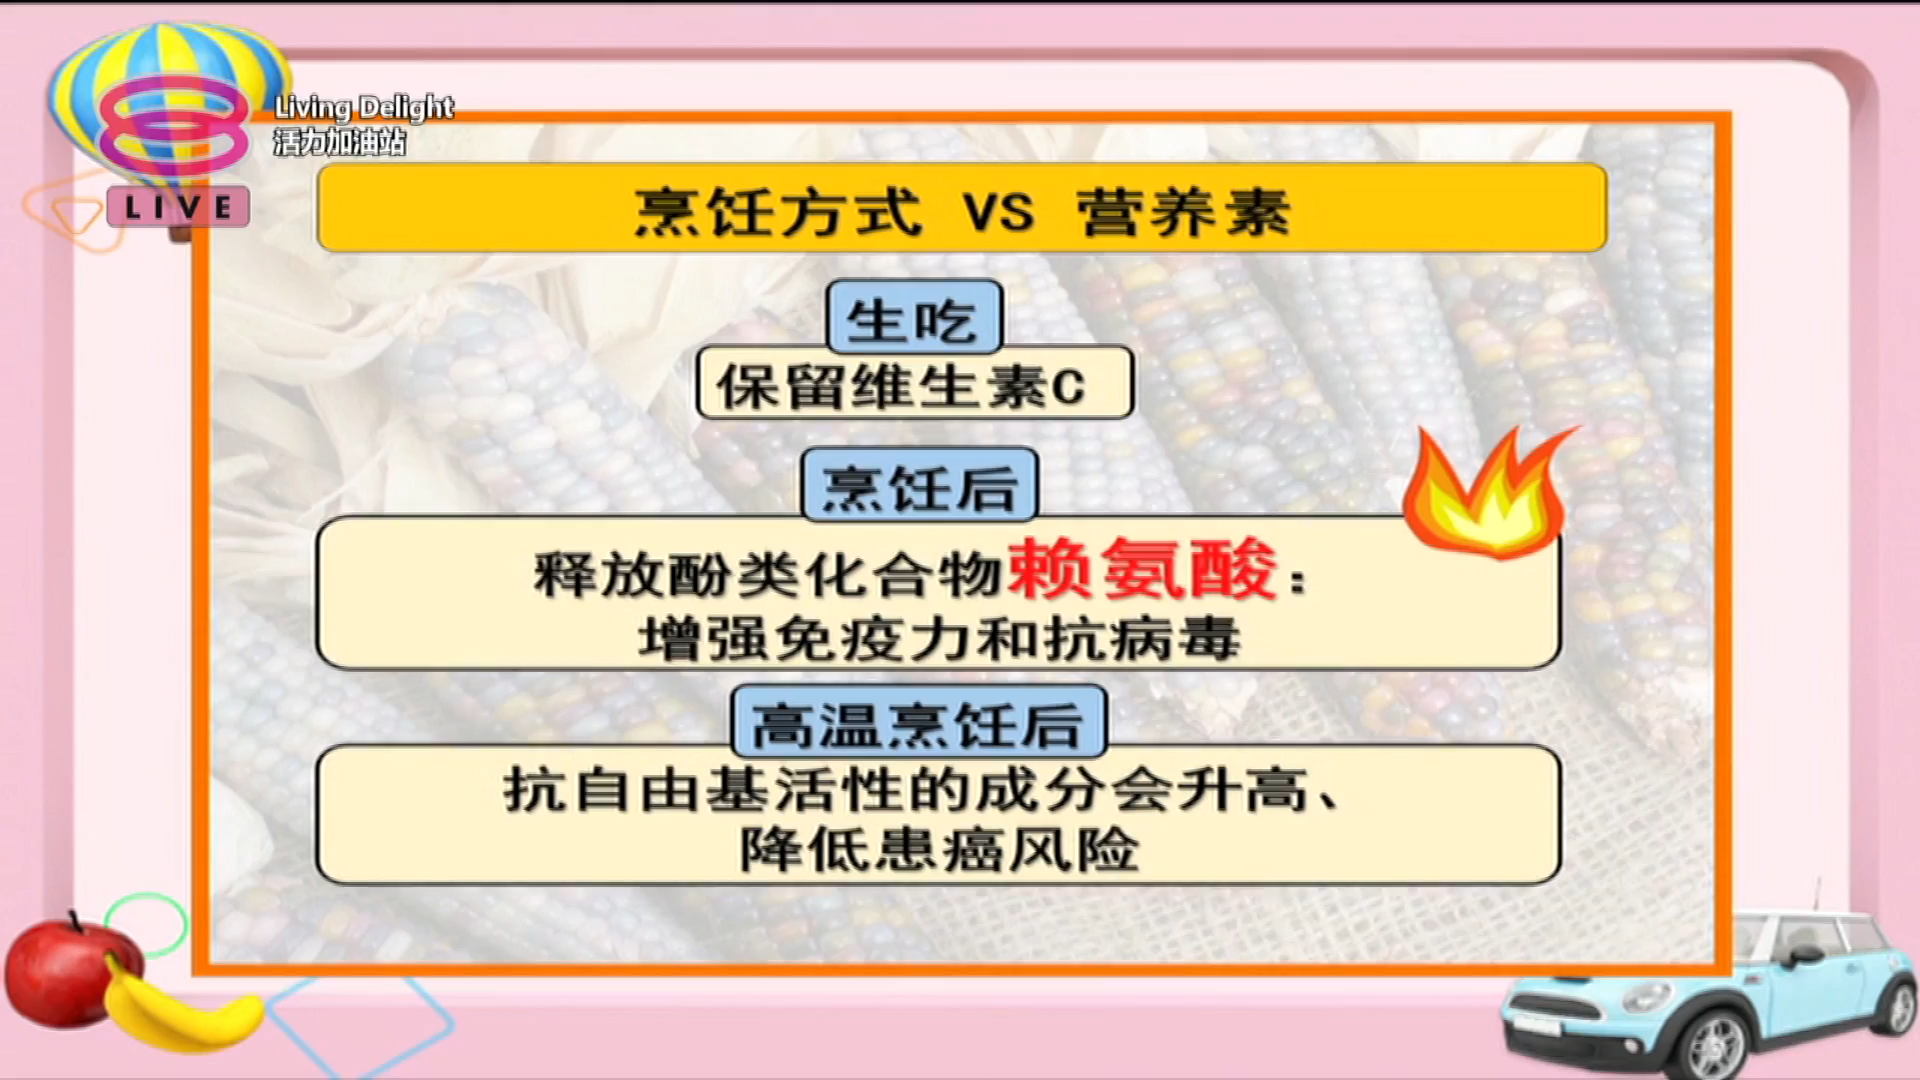 Living Delight
活力加油站
LIVE
烹饪方式 VS 营养素
生吃
保留维生素C
烹饪后
释放酚类化合物赖氨酸：
增强免疫力和抗病毒
高温烹饪后
抗自由基活性的成分会升高、
降低患癌风险